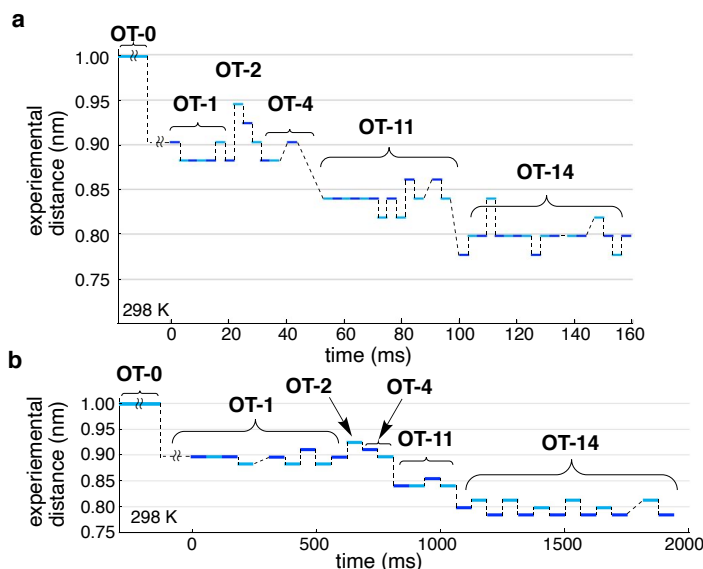 a
OT-0
1.00
OT-2
0.95
OT-1
OT-4
OT-11
0.90
OT-14
0.85
0.80
0.75
experiemental
distance (nm)
298 K
0 20 40 60 80 100 120 140 160
time (ms)
b
OT-0
OT-2
OT-4
OT-1
1.00
OT-11
OT-14
0.95
0.90
0.85
0.80
0.75
experiemental
distance (nm)
298 K
0 500 1000 1500 2000
time (ms)